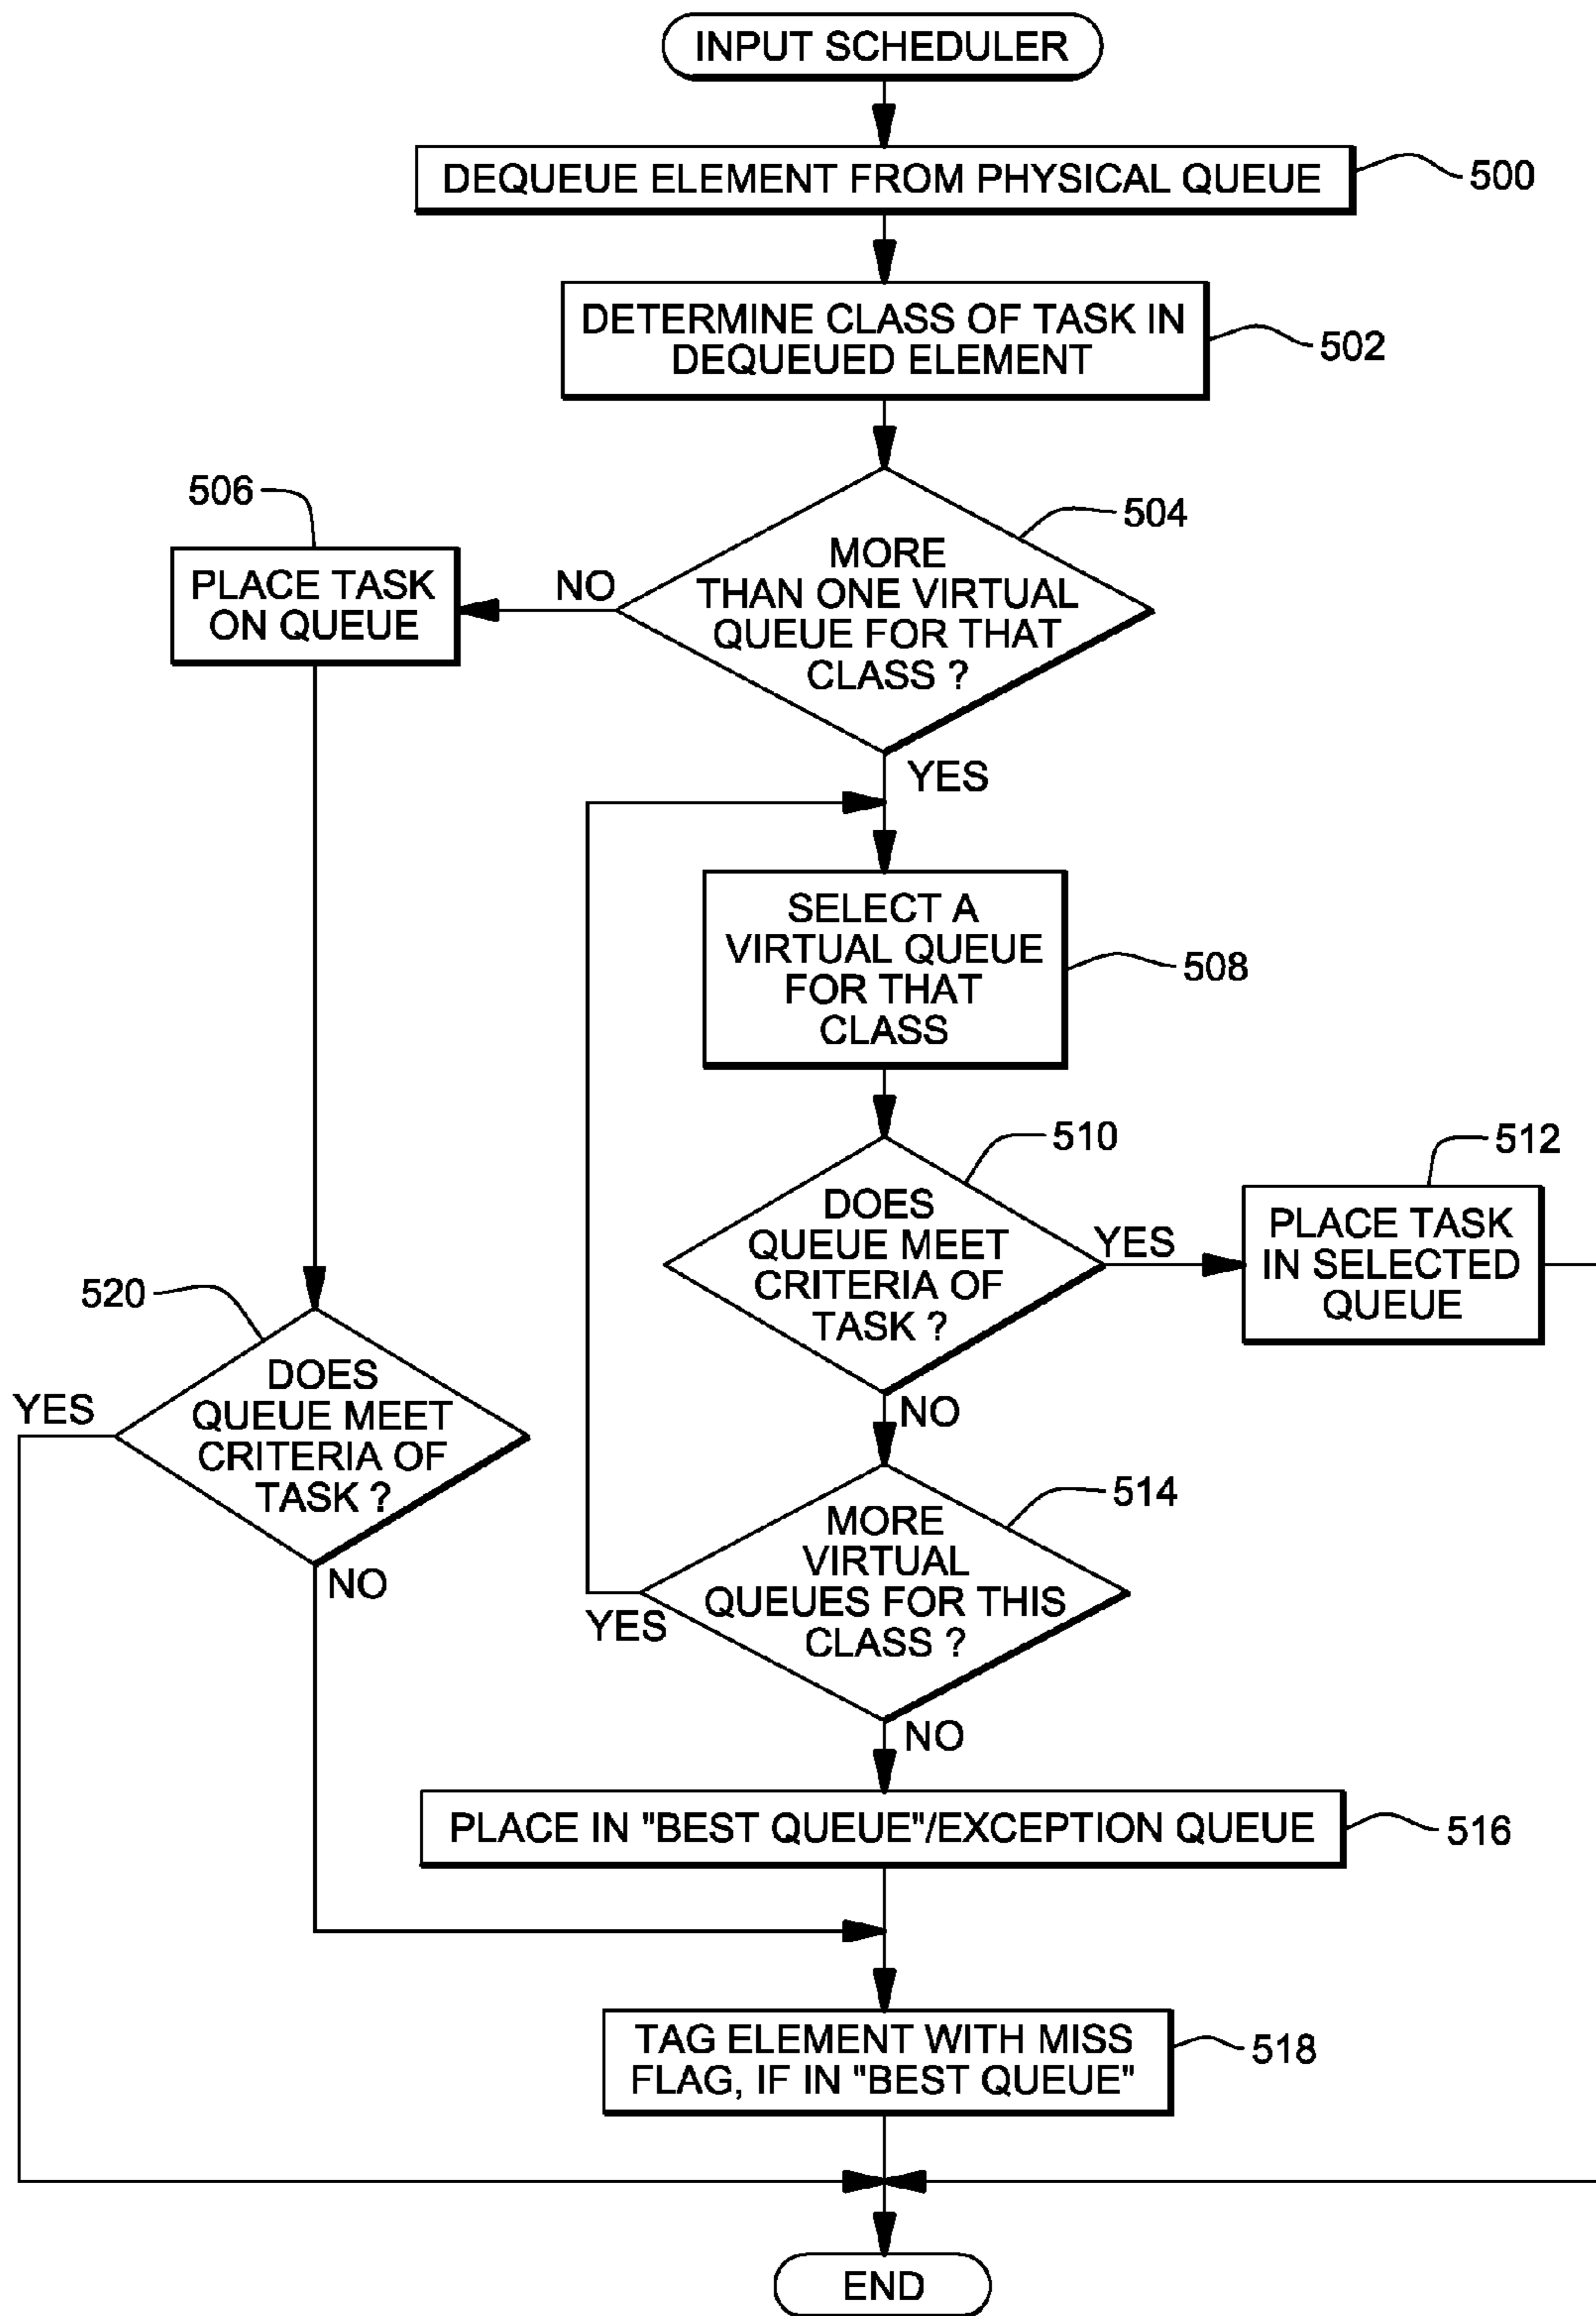 INPUT SCHEDULER
DEQUEUE ELEMENT FROM PHYSICAL QUEUE
500
DETERMINE CLASS OF TASK IN
DEQUEUED ELEMENT
502
504
MORE
THAN ONE VIRTUAL
QUEUE FOR THAT
CLASS ?
NO
506
PLACE TASK
ON QUEUE
YES
SELECT A
VIRTUAL QUEUE
FOR THAT
CLASS
508
510
DOES
QUEUE MEET
CRITERIA OF
TASK ?
YES
512
PLACE TASK
IN SELECTED
QUEUE
NO
520
DOES
QUEUE MEET
CRITERIA OF
TASK ?
YES
NO
514
MORE
VIRTUAL
QUEUES FOR THIS
CLASS ?
YES
NO
PLACE IN "BEST QUEUE"/EXCEPTION QUEUE
516
TAG ELEMENT WITH MISS
FLAG, IF IN "BEST QUEUE"
518
END